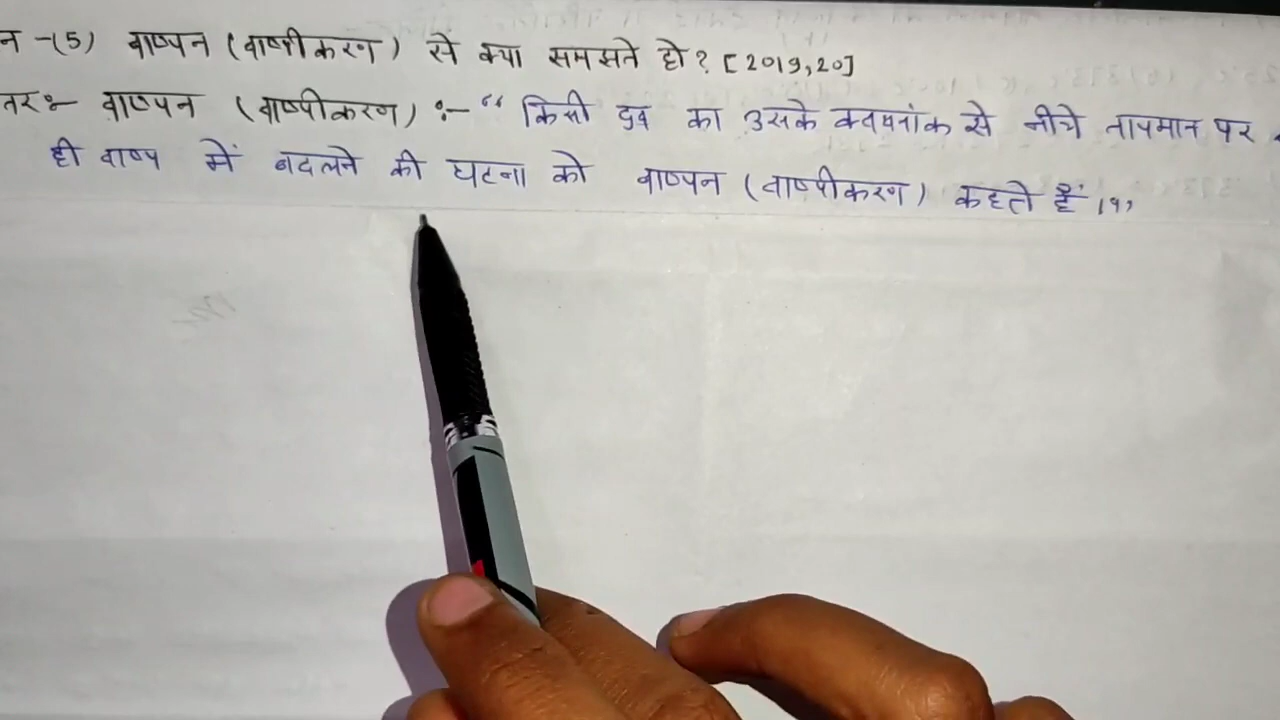 न -(5) वाष्पन (वाष्पीकरण) से क्या समझते हो? [2019,20]
तर:- वाष्पन (वाष्पीकरण) :- “ किसी द्रव का उसके क्वथनांक से नीचे तापमान पर
ही वाष्प में बदलने की घटना को वाष्पन (वाष्पीकरण) कहते हैं ।”